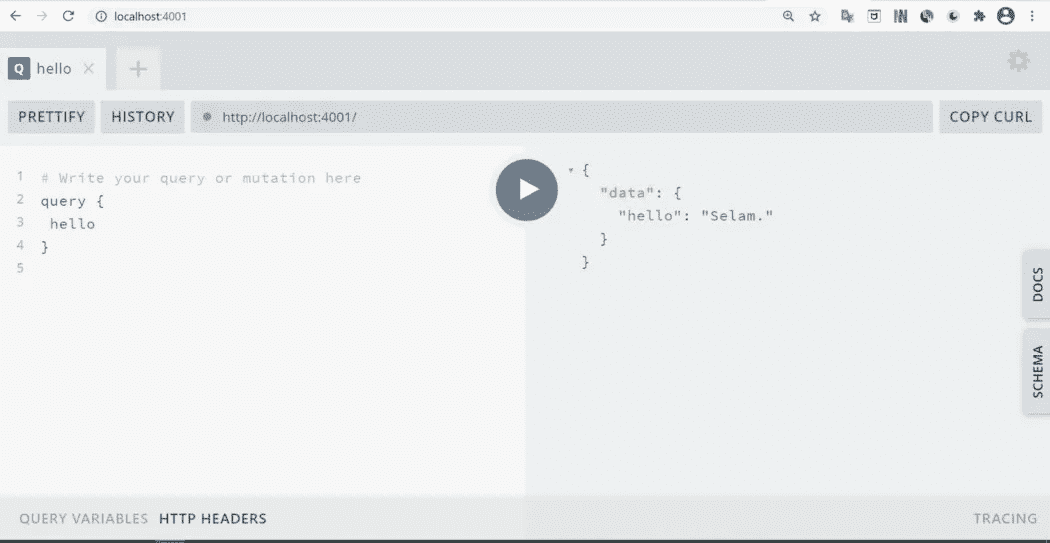 localhost:4001
Q hello
PRETTIFY HISTORY http://localhost:4001/ COPY CURL
1 # Write your query or mutation here
2 query {
3 hello
4 }
5
{
"data": {
"hello": "Selam."
}
}
DOCS
SCHEMA
QUERY VARIABLES HTTP HEADERS TRACING